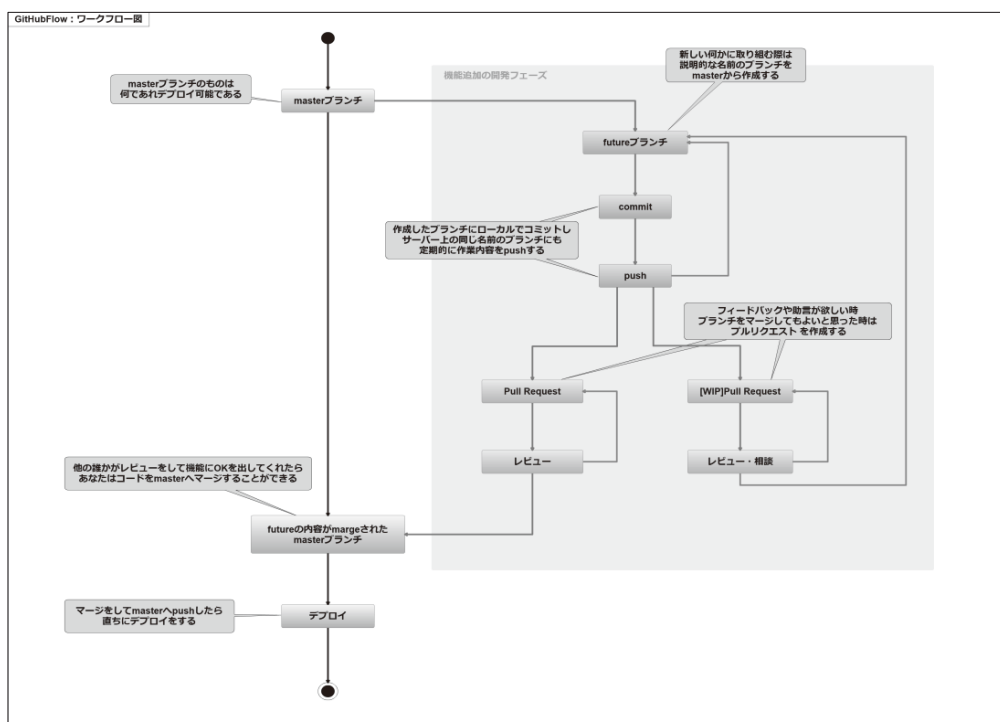 GitHubFlow：ワークフロー図
新しい何かに取り組む際は
説明的な名前のブランチを
masterから作成する
機能追加の開発フェーズ
masterブランチのものは
何であれデプロイ可能である
masterブランチ
futureブランチ
commit
作成したブランチにローカルでコミットし
サーバー上の同じ名前のブランチにも
定期的に作業内容をpushする
push
フィードバックや助言が欲しい時
ブランチをマージしてもよいと思った時は
プルリクエスト を作成する
Pull Request
[WIP]Pull Request
レビュー
レビュー・相談
他の誰かがレビューをして機能にOKを出してくれたら
あなたはコードをmasterへマージすることができる
futureの内容がmargeされた
masterブランチ
マージをしてmasterへpushしたら
直ちにデプロイをする
デプロイ